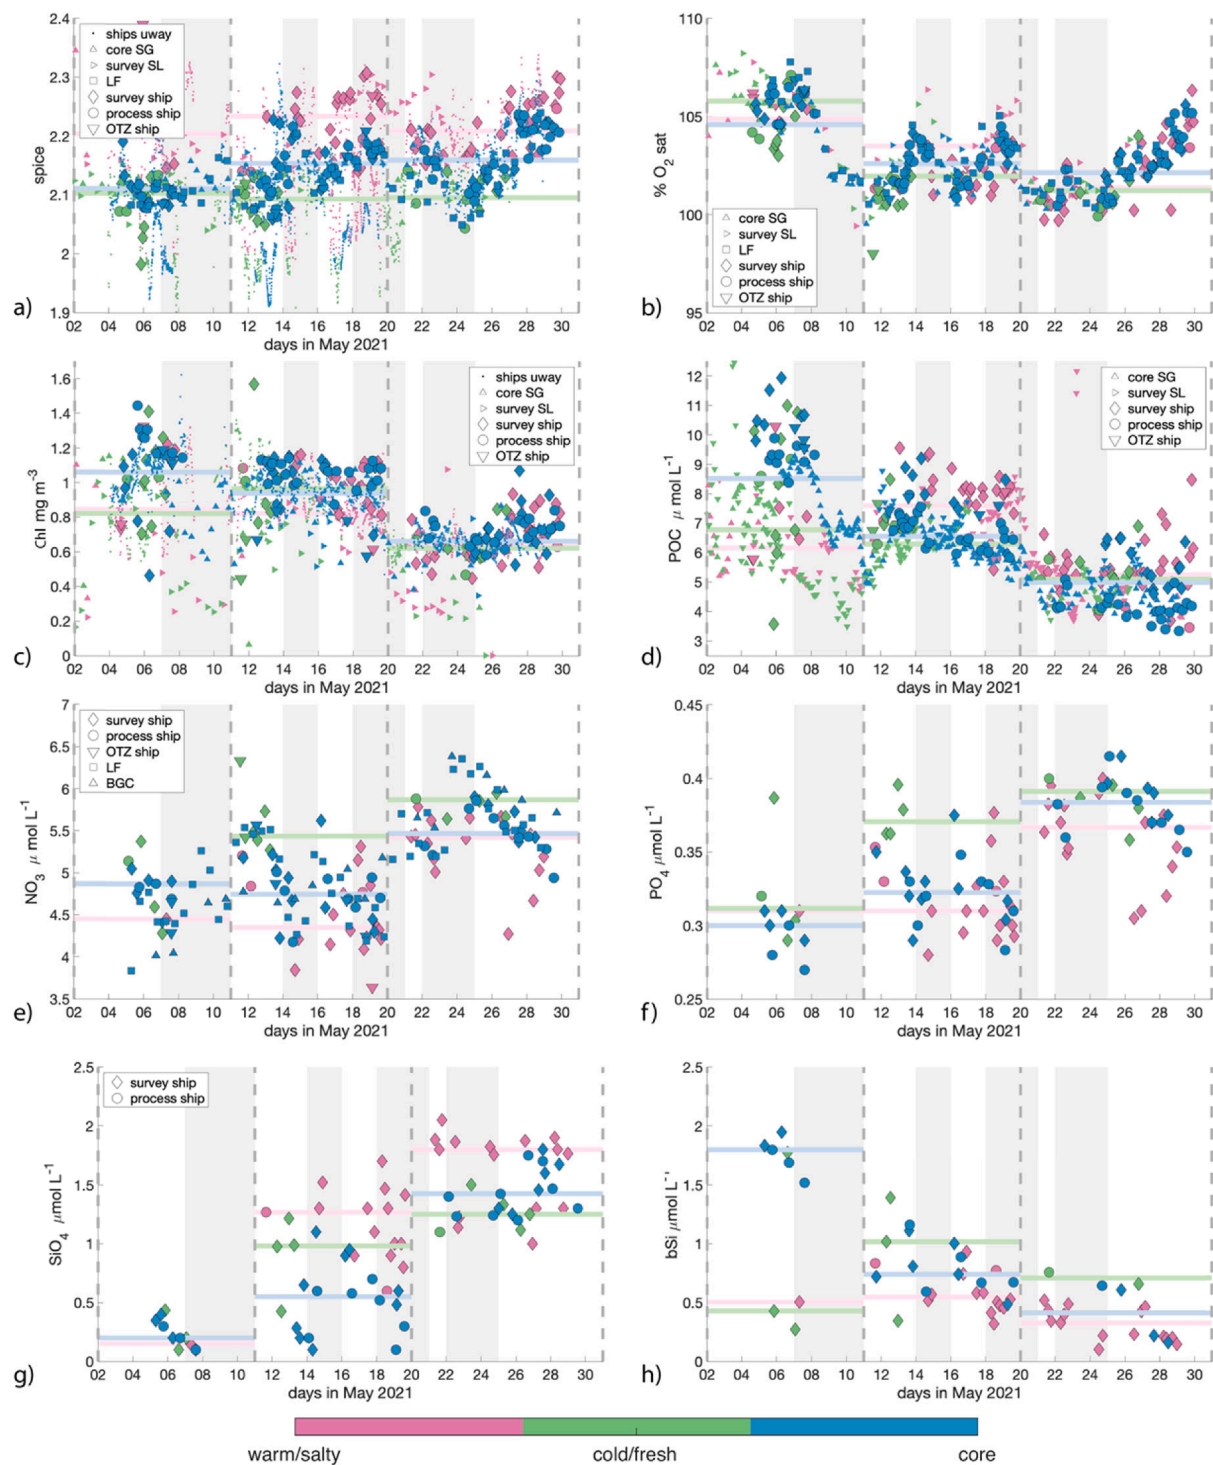 2.4
2.3
2.2
2.1
2
1.9
spice
ships uway
core SG
survey SL
LF
survey ship
process ship
OTZ ship
a)
02 04 06 08 10 12 14 16 18 20 22 24 26 28 30
days in May 2021
110
105
100
95
% O2 sat
core SG
survey SL
LF
survey ship
process ship
OTZ ship
b)
02 04 06 08 10 12 14 16 18 20 22 24 26 28 30
days in May 2021
1.6
1.4
1.2
1
0.8
0.6
0.4
0.2
0
Chl mg m-3
ships uway
core SG
survey SL
survey ship
process ship
OTZ ship
c)
02 04 06 08 10 12 14 16 18 20 22 24 26 28 30
days in May 2021
12
11
10
9
8
7
6
5
4
3
POC μ mol L-1
core SG
survey ship
process ship
OTZ ship
d)
02 04 06 08 10 12 14 16 18 20 22 24 26 28 30
days in May 2021
7
6.5
6
5.5
5
4.5
4
3.5
NO3 μ mol L-1
survey ship
process ship
OTZ ship
LF
BGC
e)
02 04 06 08 10 12 14 16 18 20 22 24 26 28 30
days in May 2021
0.45
0.4
0.35
0.3
0.25
PO4 μmol L-1
f)
02 04 06 08 10 12 14 16 18 20 22 24 26 28 30
days in May 2021
2.5
2
1.5
1
0.5
0
SiO4 μmol L-1
survey ship
process ship
g)
02 04 06 08 10 12 14 16 18 20 22 24 26 28 30
days in May 2021
2.5
2
1.5
1
0.5
0
bSi μmol L-1
h)
02 04 06 08 10 12 14 16 18 20 22 24 26 28 30
days in May 2021
warm/salty cold/fresh core